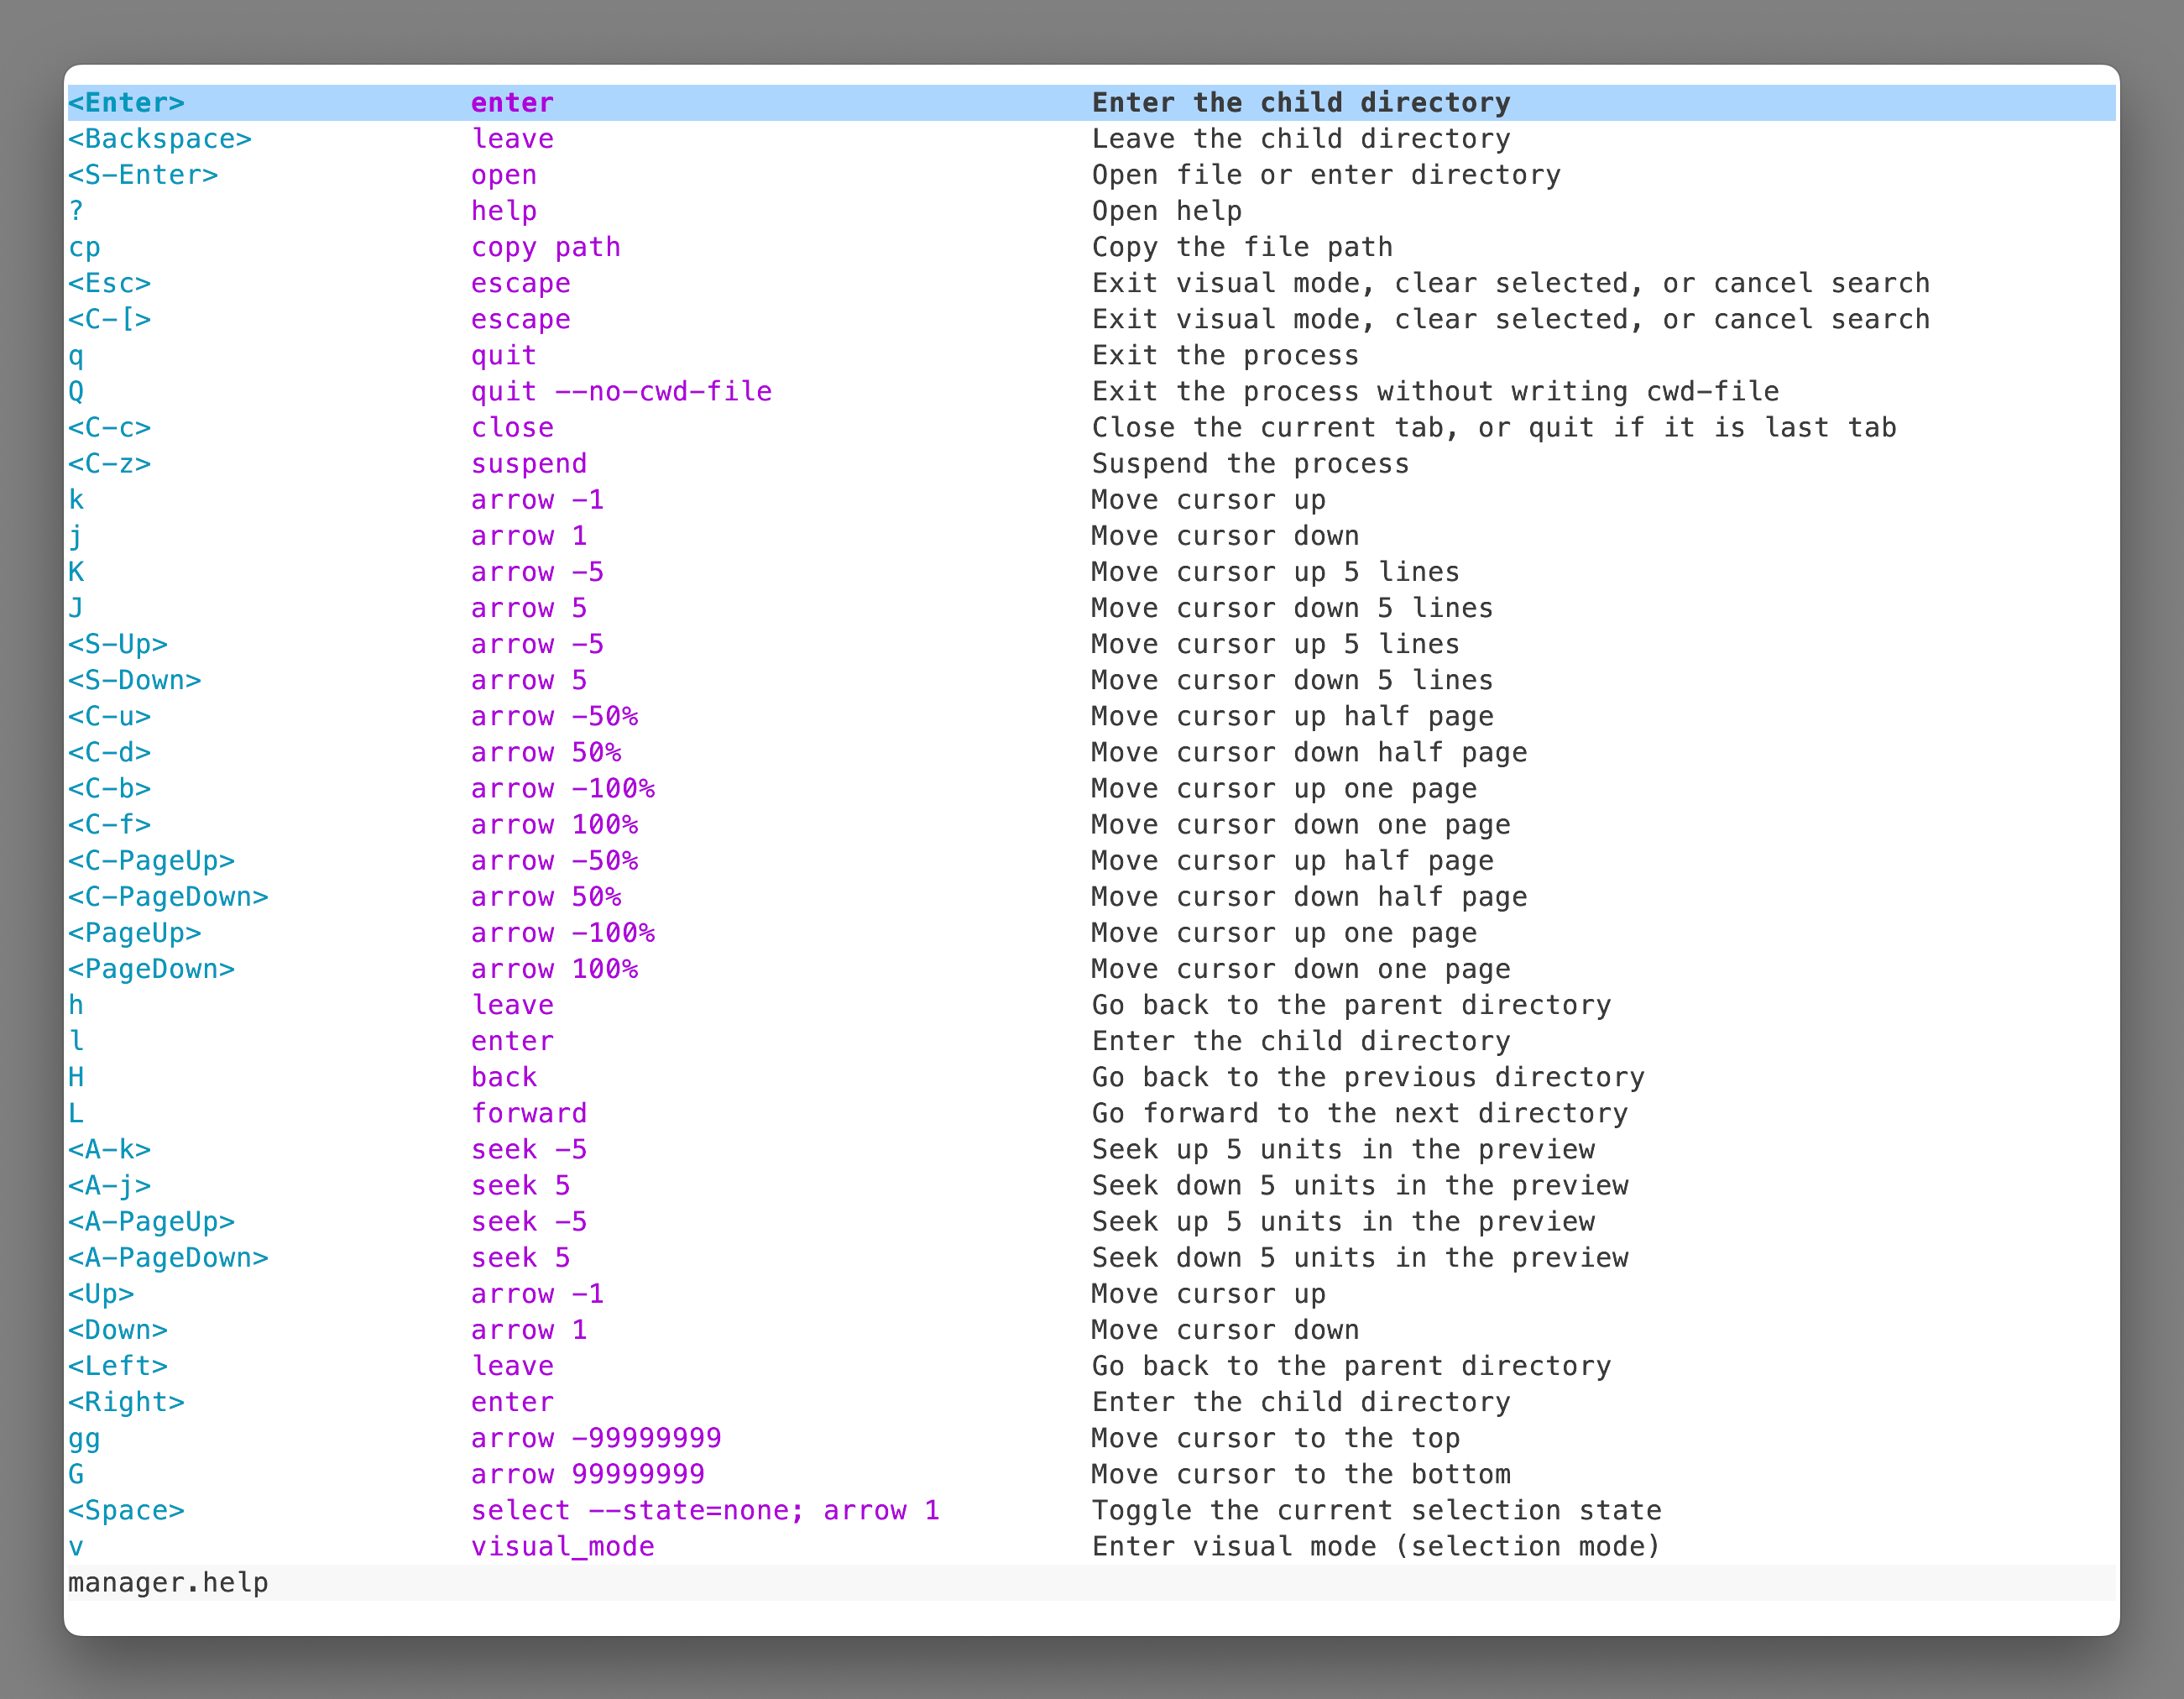 <Enter> enter Enter the child directory
<Backspace> leave Leave the child directory
<S-Enter> open Open file or enter directory
? help Open help
cp copy path Copy the file path
<Esc> escape Exit visual mode, clear selected, or cancel search
<C-[> escape Exit visual mode, clear selected, or cancel search
q quit Exit the process
Q quit --no-cwd-file Exit the process without writing cwd-file
<C-c> close Close the current tab, or quit if it is last tab
<C-z> suspend Suspend the process
k arrow -1 Move cursor up
j arrow 1 Move cursor down
K arrow -5 Move cursor up 5 lines
J arrow 5 Move cursor down 5 lines
<S-Up> arrow -5 Move cursor up 5 lines
<S-Down> arrow 5 Move cursor down 5 lines
<C-u> arrow -50% Move cursor up half page
<C-d> arrow 50% Move cursor down half page
<C-b> arrow -100% Move cursor up one page
<C-f> arrow 100% Move cursor down one page
<C-PageUp> arrow -50% Move cursor up half page
<C-PageDown> arrow 50% Move cursor down half page
<PageUp> arrow -100% Move cursor up one page
<PageDown> arrow 100% Move cursor down one page
h leave Go back to the parent directory
l enter Enter the child directory
H back Go back to the previous directory
L forward Go forward to the next directory
<A-k> seek -5 Seek up 5 units in the preview
<A-j> seek 5 Seek down 5 units in the preview
<A-PageUp> seek -5 Seek up 5 units in the preview
<A-PageDown> seek 5 Seek down 5 units in the preview
<Up> arrow -1 Move cursor up
<Down> arrow 1 Move cursor down
<Left> leave Go back to the parent directory
<Right> enter Enter the child directory
gg arrow -99999999 Move cursor to the top
G arrow 99999999 Move cursor to the bottom
<Space> select --state=none; arrow 1 Toggle the current selection state
v visual_mode Enter visual mode (selection mode)
manager.help